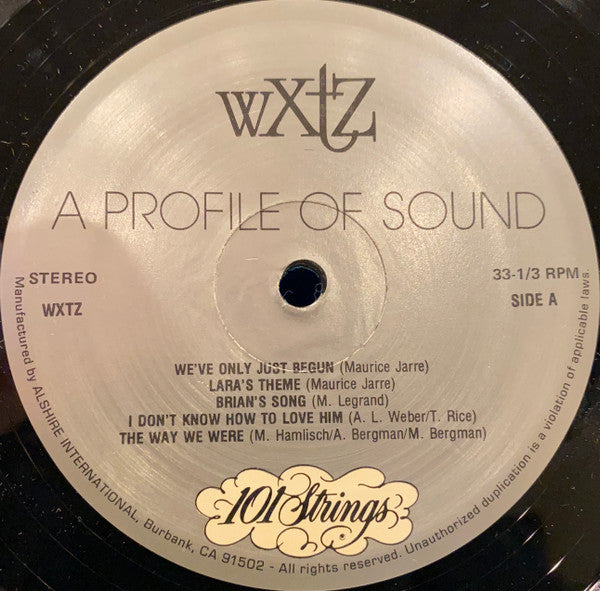 wxtz
A PROFILE OF SOUND
STEREO
WXTZ
33-1/3 RPM
SIDE A
WE'VE ONLY JUST BEGUN (Maurice Jarre)
LARA'S THEME (Maurice Jarre)
BRIAN'S SONG (M. Legrand)
I DON'T KNOW HOW TO LOVE HIM (A. L. Weber/T. Rice)
THE WAY WE WERE (M. Hamlisch/A. Bergman/M. Bergman)
101 Strings
Manufactured by ALSHIRE INTERNATIONAL, Burbank, CA 91502 - All rights reserved. Unauthorized duplication is a violation of applicable laws.